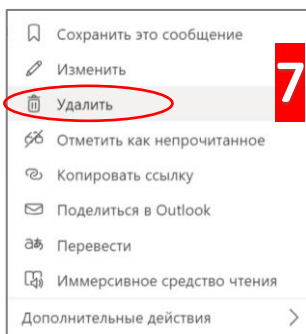 Сохранить это сообщение
Изменить
7
Удалить
Отметить как непрочитанное
Копировать ссылку
Поделиться в Outlook
Перевести
Иммерсивное средство чтения
Дополнительные действия